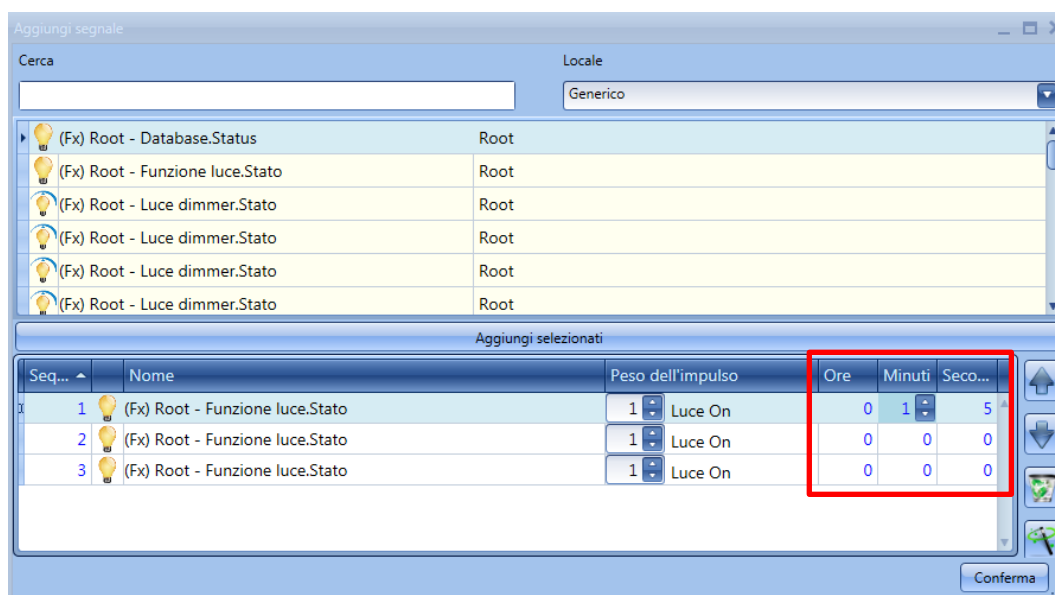 Aggiungi segnale
Cerca Locale
Generico
(Fx) Root - Database.Status Root
(Fx) Root - Funzione luce.Stato Root
(Fx) Root - Luce dimmer.Stato Root
(Fx) Root - Luce dimmer.Stato Root
(Fx) Root - Luce dimmer.Stato Root
(Fx) Root - Luce dimmer.Stato Root
Aggiungi selezionati
Seq... Nome Peso dell'impulso Ore Minuti Seco...
1 (Fx) Root - Funzione luce.Stato 1 Luce On 0 1 5
2 (Fx) Root - Funzione luce.Stato 1 Luce On 0 0 0
3 (Fx) Root - Funzione luce.Stato 1 Luce On 0 0 0
Conferma